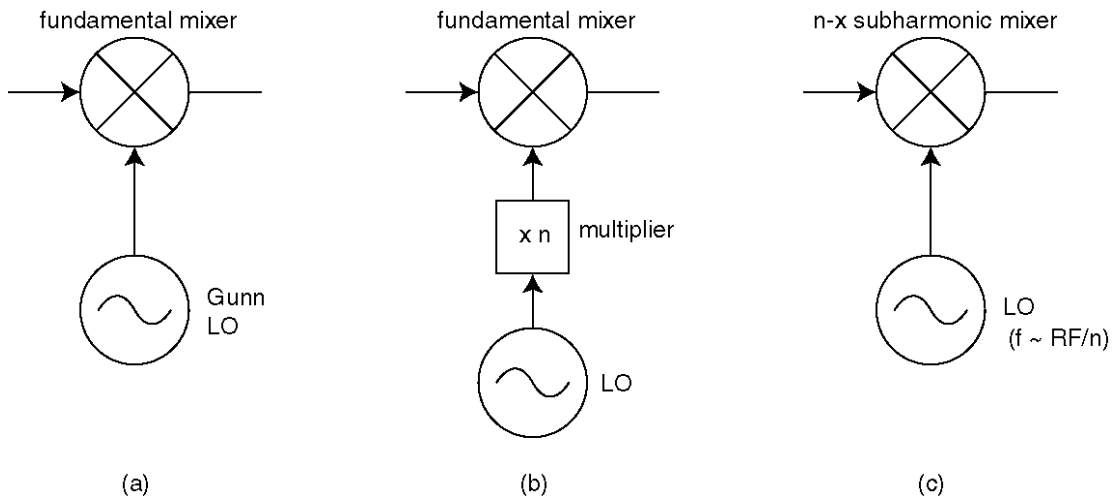 fundamental mixer
fundamental mixer
n-x subharmonic mixer
x n
multiplier
Gunn
LO
LO
LO
(f ~ RF/n)
(a)
(b)
(c)